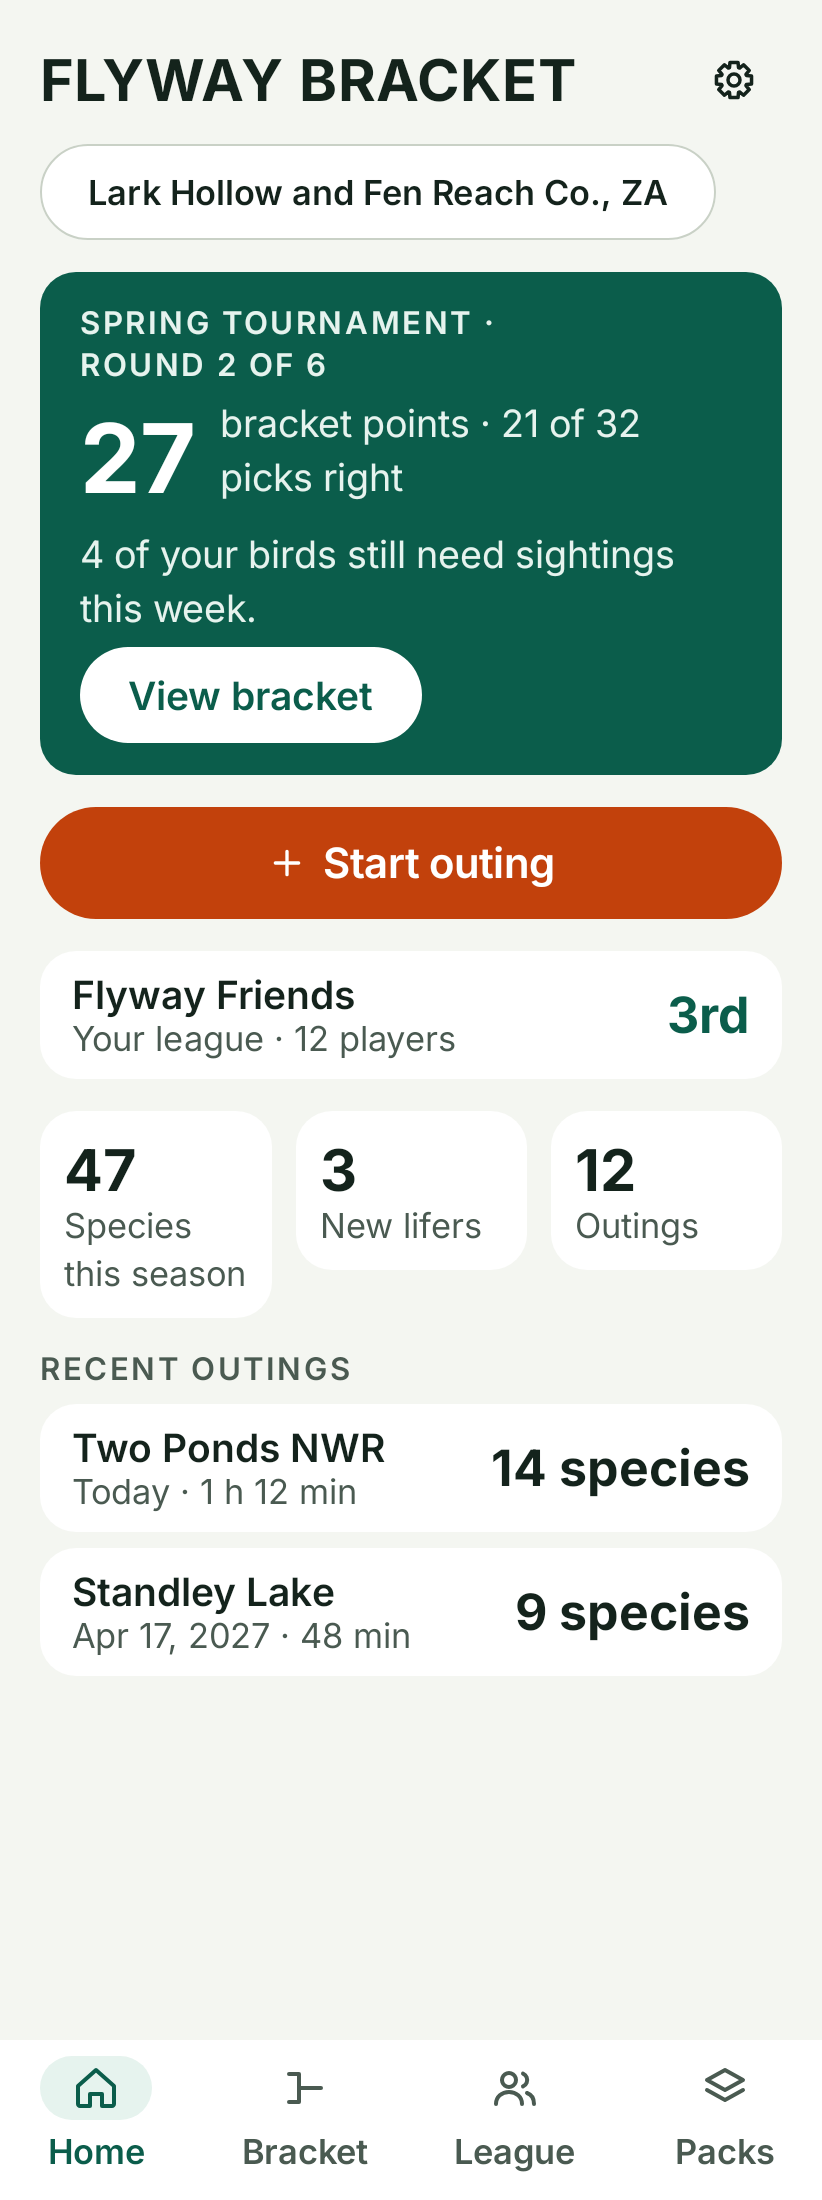 FLYWAY BRACKET
Lark Hollow and Fen Reach Co., ZA
SPRING TOURNAMENT ·
ROUND 2 OF 6
27
bracket points · 21 of 32
picks right
4 of your birds still need sightings
this week.
View bracket
+ Start outing
Flyway Friends
Your league · 12 players
3rd
47
Species
this season
3
New lifers
12
Outings
RECENT OUTINGS
Two Ponds NWR
Today · 1 h 12 min
14 species
Standley Lake
Apr 17, 2027 · 48 min
9 species
Home
Bracket
League
Packs